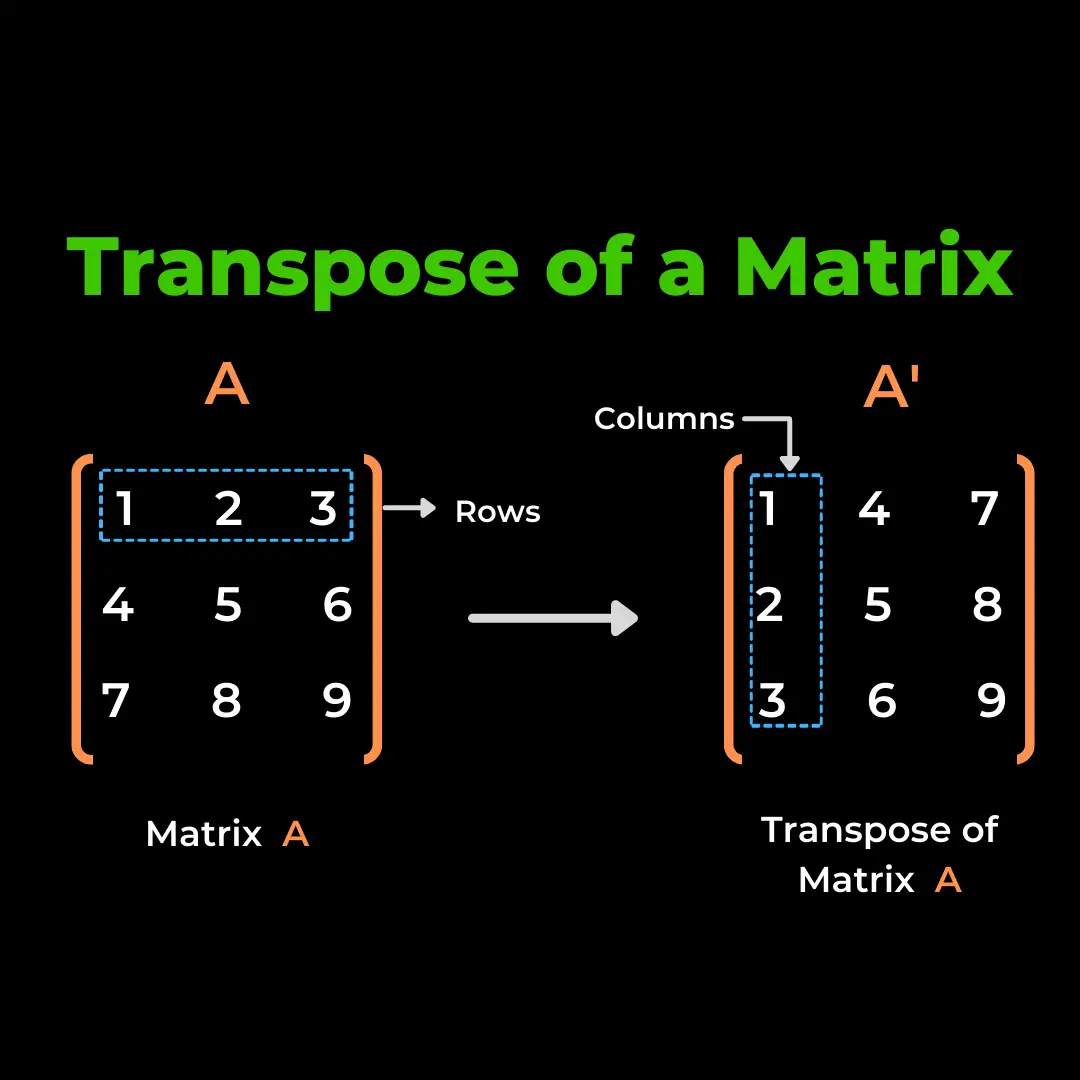 Transpose of a Matrix
A
A'
Columns
1 2 3
Rows
1 4 7
4 5 6
2 5 8
7 8 9
3 6 9
Matrix A
Transpose of
Matrix A